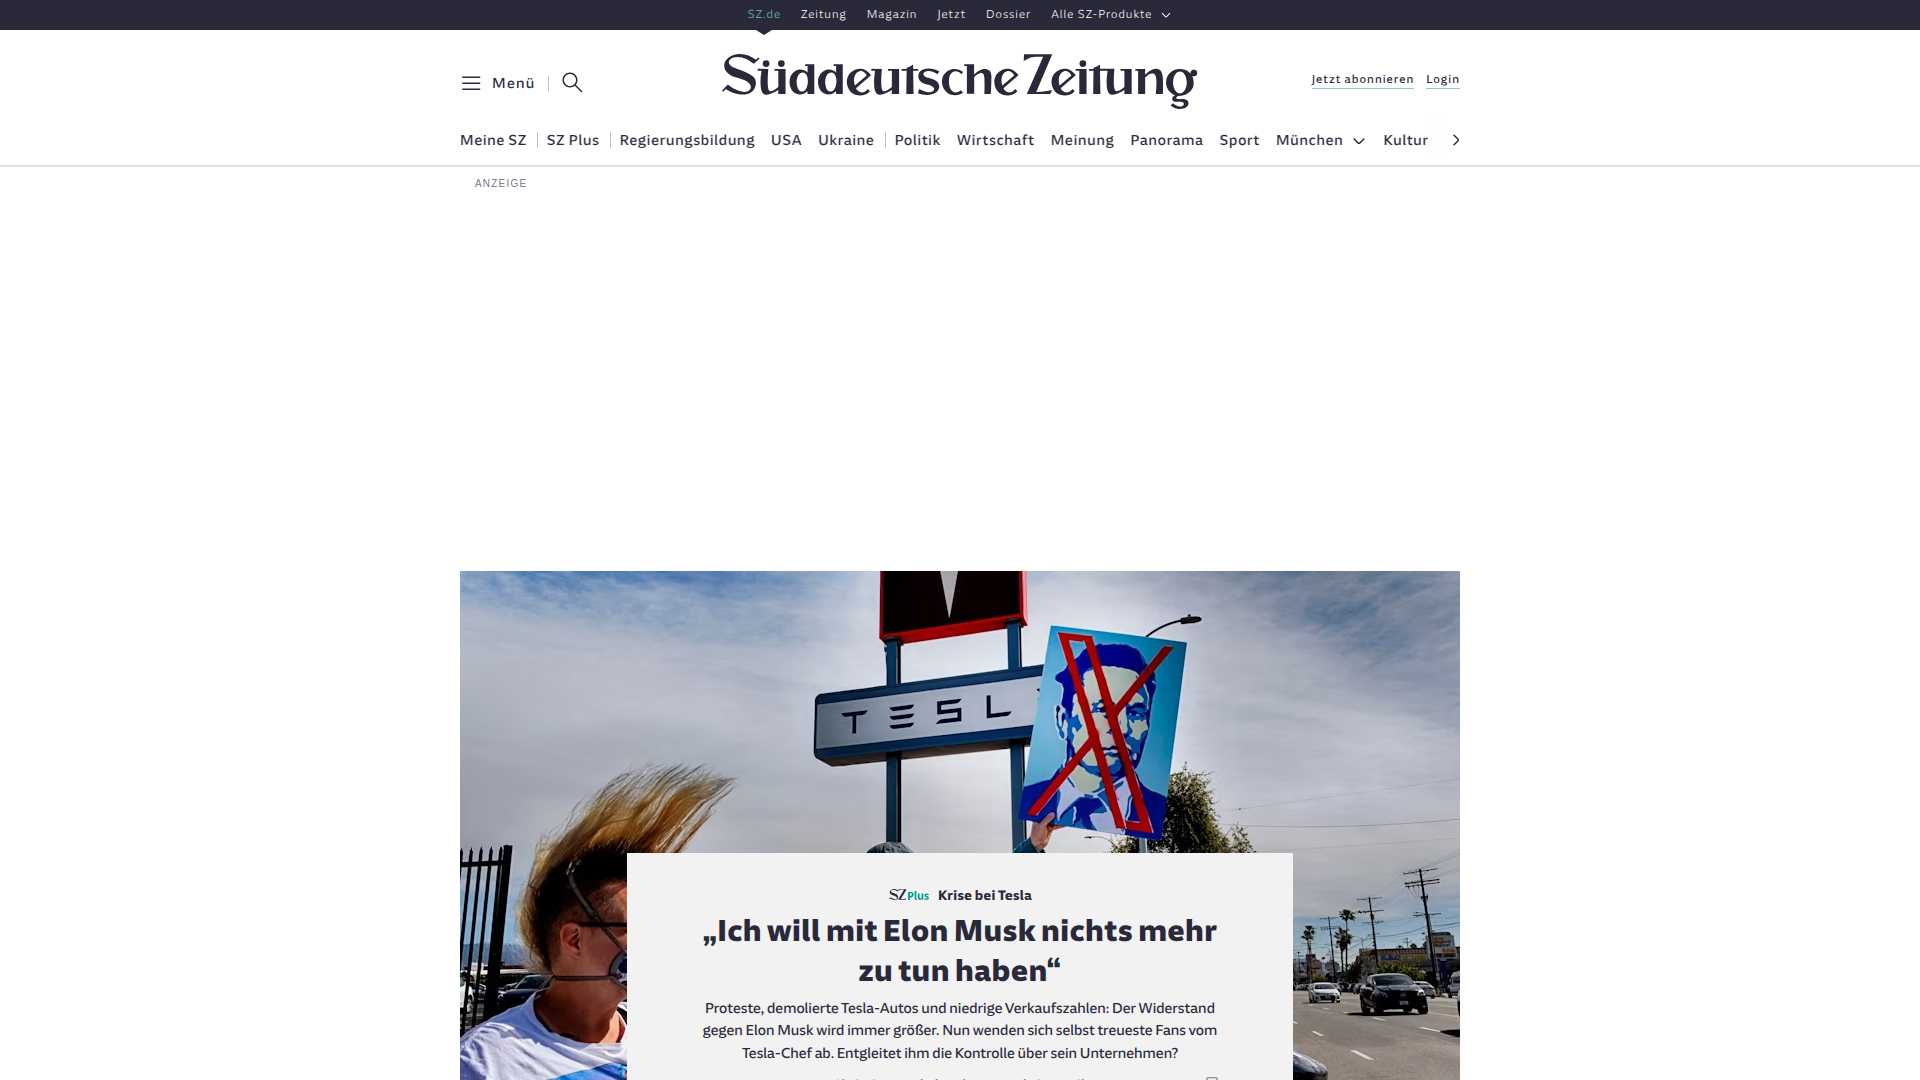 SZ.de Zeitung Magazin Jetzt Dossier Alle SZ-Produkte
Menü
Süddeutsche Zeitung
Jetzt abonnieren Login
Meine SZ SZ Plus Regierungsbildung USA Ukraine Politik Wirtschaft Meinung Panorama Sport München Kultur
ANZEIGE
TESL
SZ Plus Krise bei Tesla
„Ich will mit Elon Musk nichts mehr
zu tun haben“
Proteste, demolierte Tesla-Autos und niedrige Verkaufszahlen: Der Widerstand
gegen Elon Musk wird immer größer. Nun wenden sich selbst treueste Fans vom
Tesla-Chef ab. Entgleitet ihm die Kontrolle über sein Unternehmen?